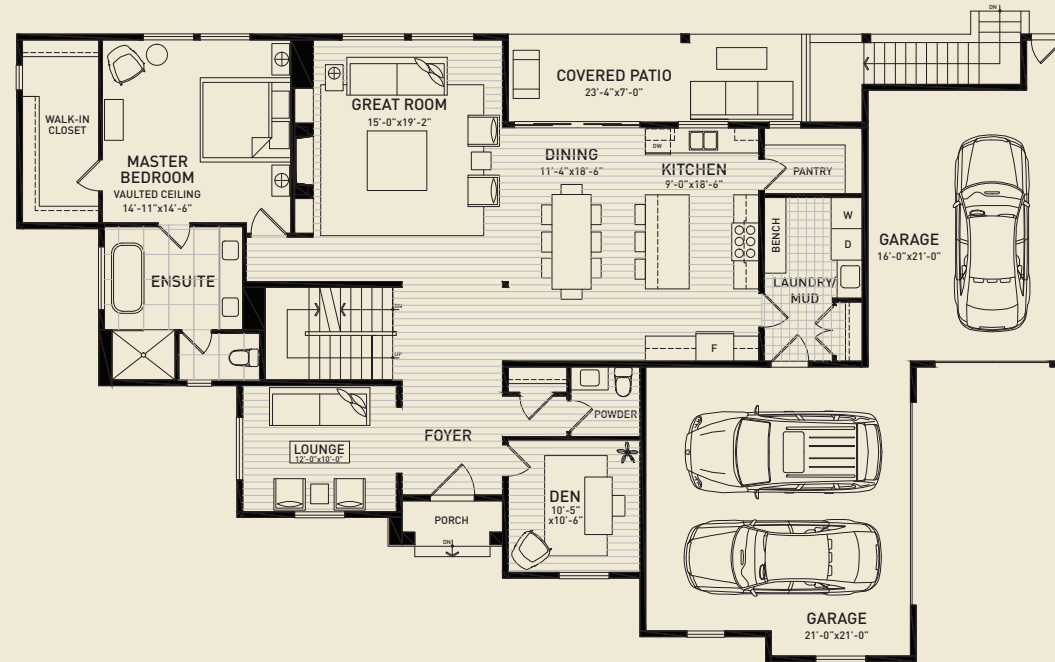 DN
COVERED PATIO
23'-4"x7'-0"
WALK-IN
CLOSET
MASTER
BEDROOM
VAULTED CEILING
14'-11"x14'-6"
GREAT ROOM
15'-0"x19'-2"
DINING
11'-4"x18'-6"
DW
KITCHEN
9'-0"x18'-6"
PANTRY
W
D
BENCH
LAUNDRY/
MUD
GARAGE
16'-0"x21'-0"
ENSUITE
DN
UP
F
FOYER
POWDER
LOUNGE
12'-0"x10'-0"
DEN
10'-5"
x10'-6"
PORCH
DN
GARAGE
21'-0"x21'-0"